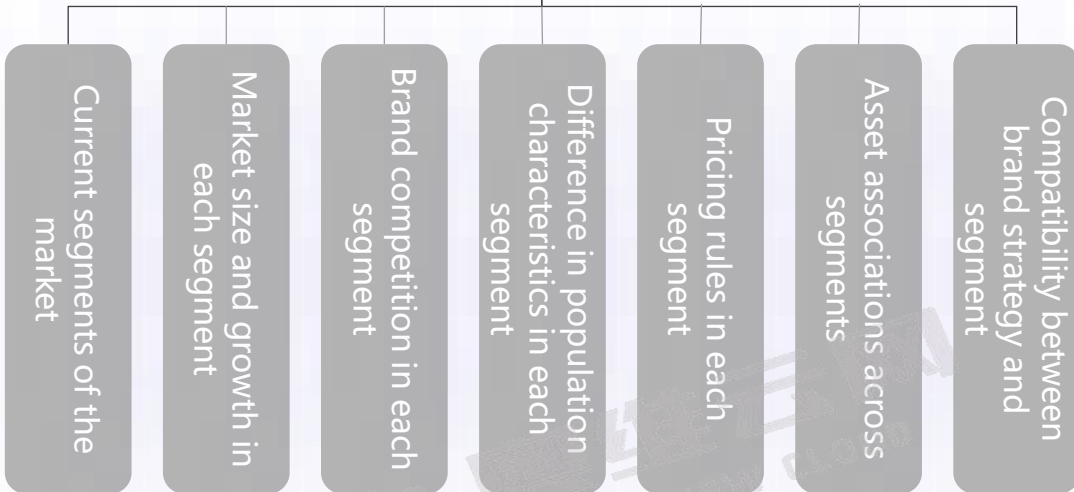 Current segments of the
market
Market size and growth in
each segment
Brand competition in each
segment
Difference in population
characteristics in each
segment
Pricing rules in each
segment
Asset associations across
segments
Compatibility between
brand strategy and
segment